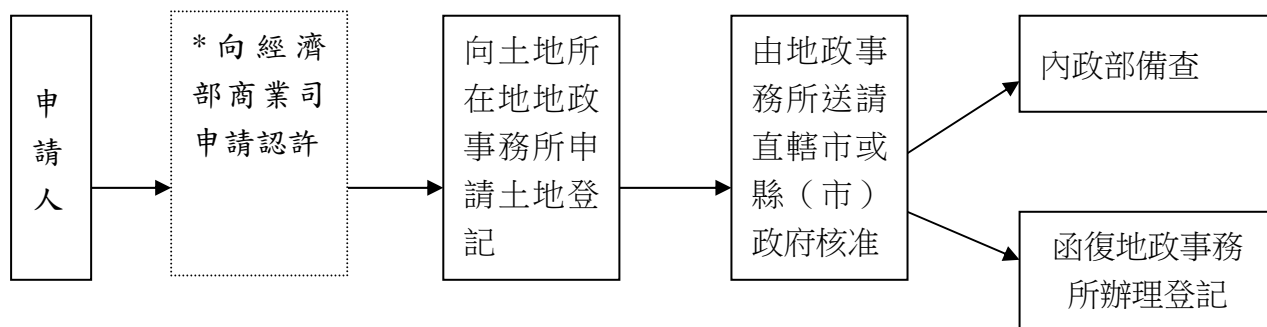 申
請
人
*向經濟
部商業司
申請認許
向土地所
在地地政
事務所申
請土地登
記
由地政事
務所送請
直轄市或
縣（市）
政府核准
內政部備查
函復地政事務
所辦理登記